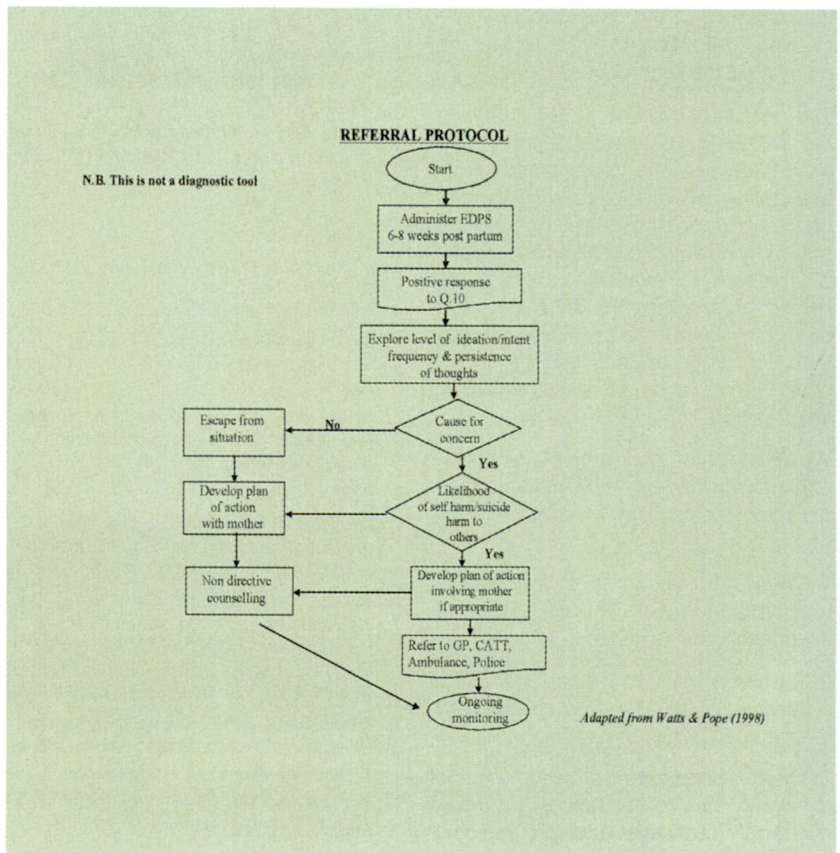 REFERRAL PROTOCOL
Start
N.B. This is not a diagnostic tool
Administer EDPS
6-8 weeks post partum
Positive response
to Q.10
Explore level of ideation/intent
frequency & persistence
of thoughts
Escape from
situation
No
Cause for
concern
Yes
Develop plan
of action
with mother
Likelihood
of self harm/suicide
harm to
others
Yes
Non directive
counselling
Develop plan of action
involving mother
if appropriate
Refer to GP, CATT,
Ambulance, Police
Ongoing
monitoring
Adapted from Watts & Pope (1998)